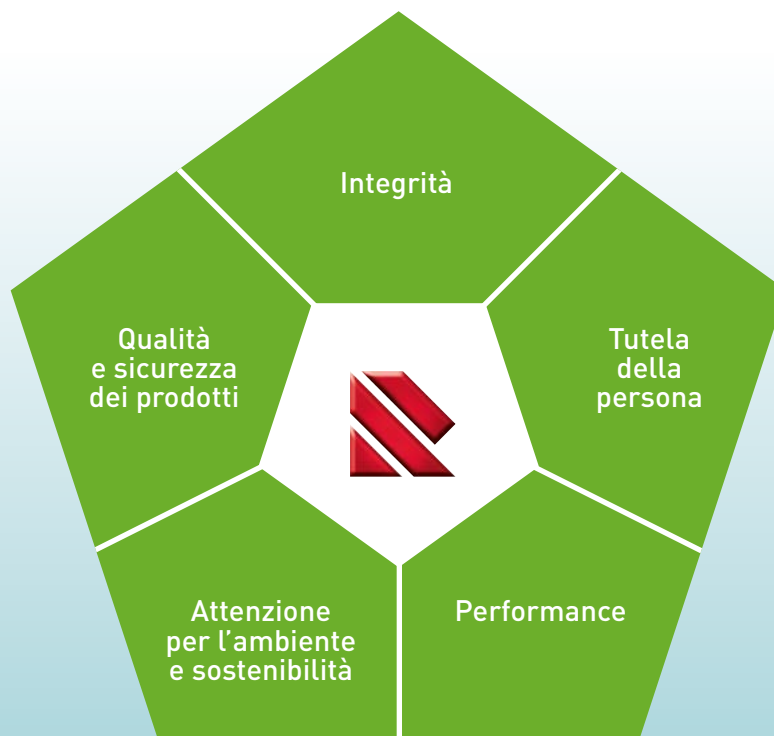 Integrità
Qualità
e sicurezza
dei prodotti
Tutela
della
persona
Attenzione
per l’ambiente
e sostenibilità
Performance